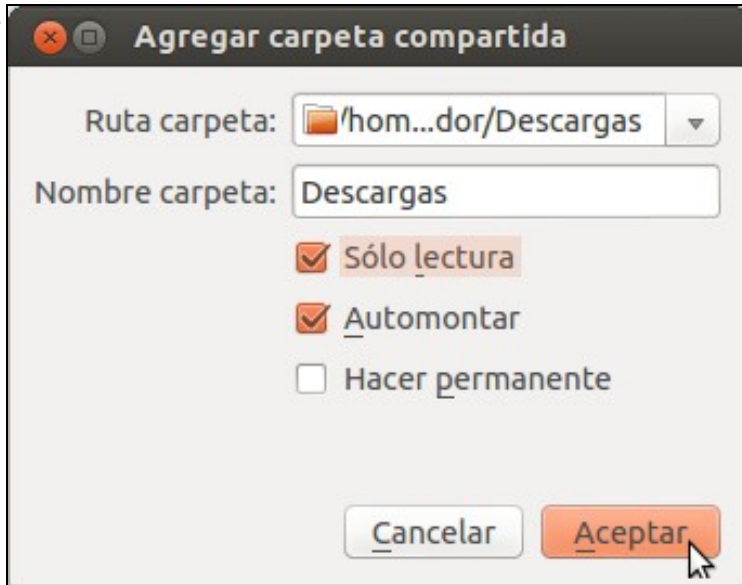 Agregar carpeta compartida
Ruta carpeta: /hom...dor/Descargas
Nombre carpeta: Descargas
Sólo lectura
Automontar
Hacer permanente
Cancelar Aceptar